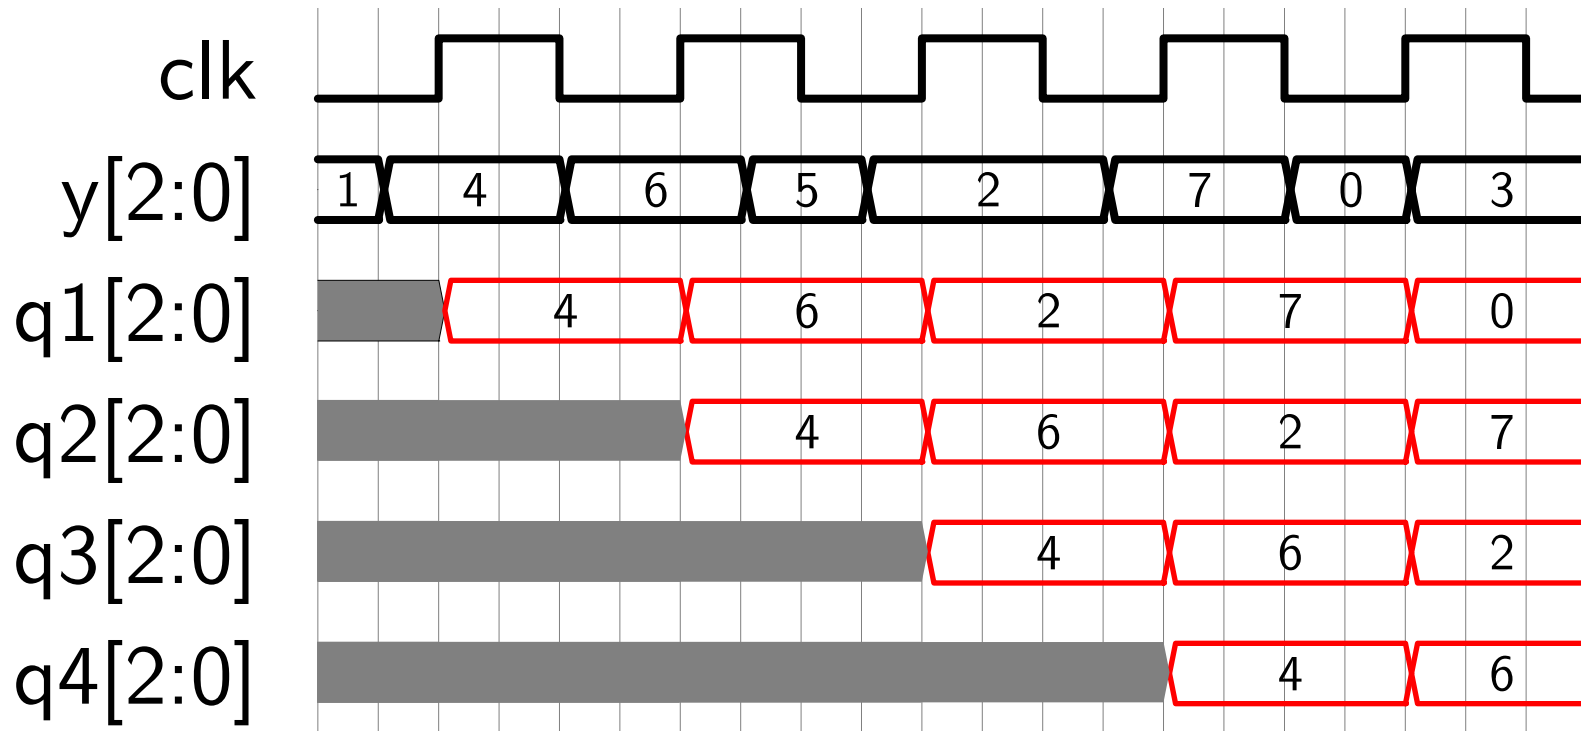 clk
y[2:0] 1 4 6 5 2 7 0 3
q1[2:0] 4 6 2 7 0
q2[2:0] 4 6 2 7
q3[2:0] 4 6 2
q4[2:0] 4 6